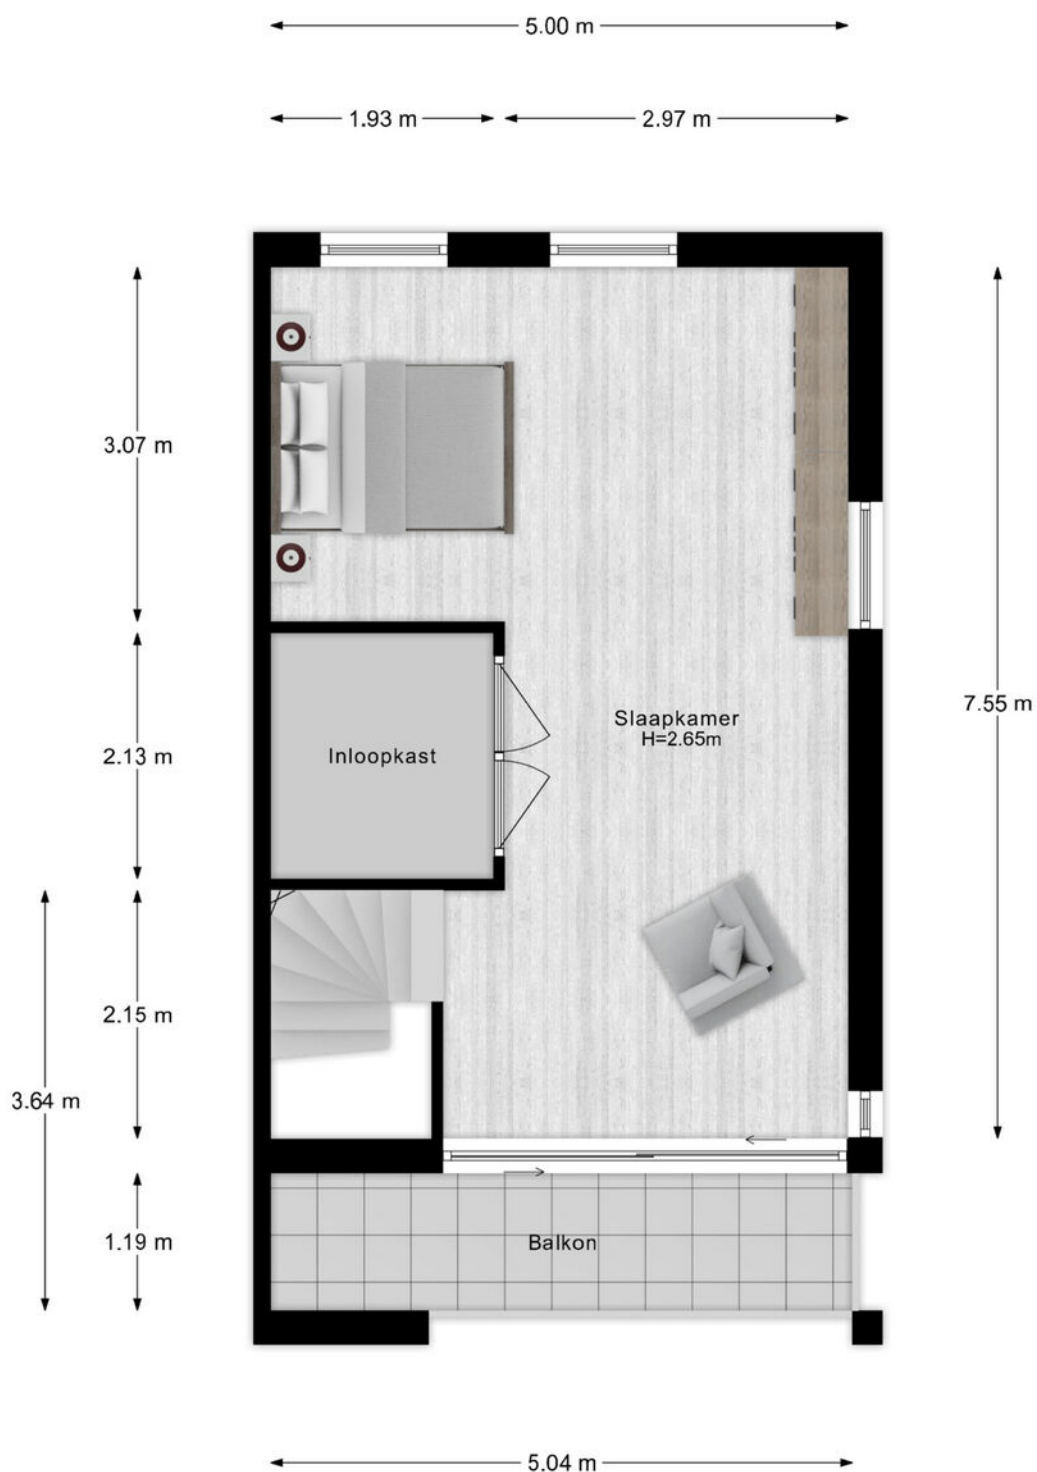 5.00 m
1.93 m
2.97 m
3.07 m
7.55 m
Slaapkamer
H=2.65m
2.13 m
Inloopkast
2.15 m
3.64 m
1.19 m
Balkon
5.04 m